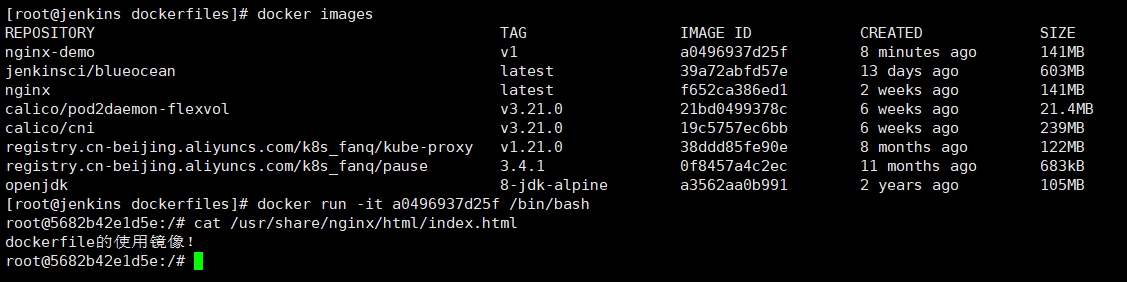 [root@jenkins dockerfiles]# docker images
REPOSITORY TAG IMAGE ID CREATED SIZE
nginx-demo v1 a0496937d25f 8 minutes ago 141MB
jenkinsci/blueocean latest 39a72abfd57e 13 days ago 603MB
nginx latest f652ca386ed1 2 weeks ago 141MB
calico/pod2daemon-flexvol v3.21.0 21bd0499378c 6 weeks ago 21.4MB
calico/cni v3.21.0 19c5757ec6bb 6 weeks ago 239MB
registry.cn-beijing.aliyuncs.com/k8s_fanq/kube-proxy v1.21.0 38ddd85fe90e 8 months ago 122MB
registry.cn-beijing.aliyuncs.com/k8s_fanq/pause 3.4.1 0f8457a4c2ec 11 months ago 683kB
openjdk 8-jdk-alpine a3562aa0b991 2 years ago 105MB
[root@jenkins dockerfiles]# docker run -it a0496937d25f /bin/bash
root@5682b42e1d5e:/# cat /usr/share/nginx/html/index.html
dockerfile的使用镜像!
root@5682b42e1d5e:/#